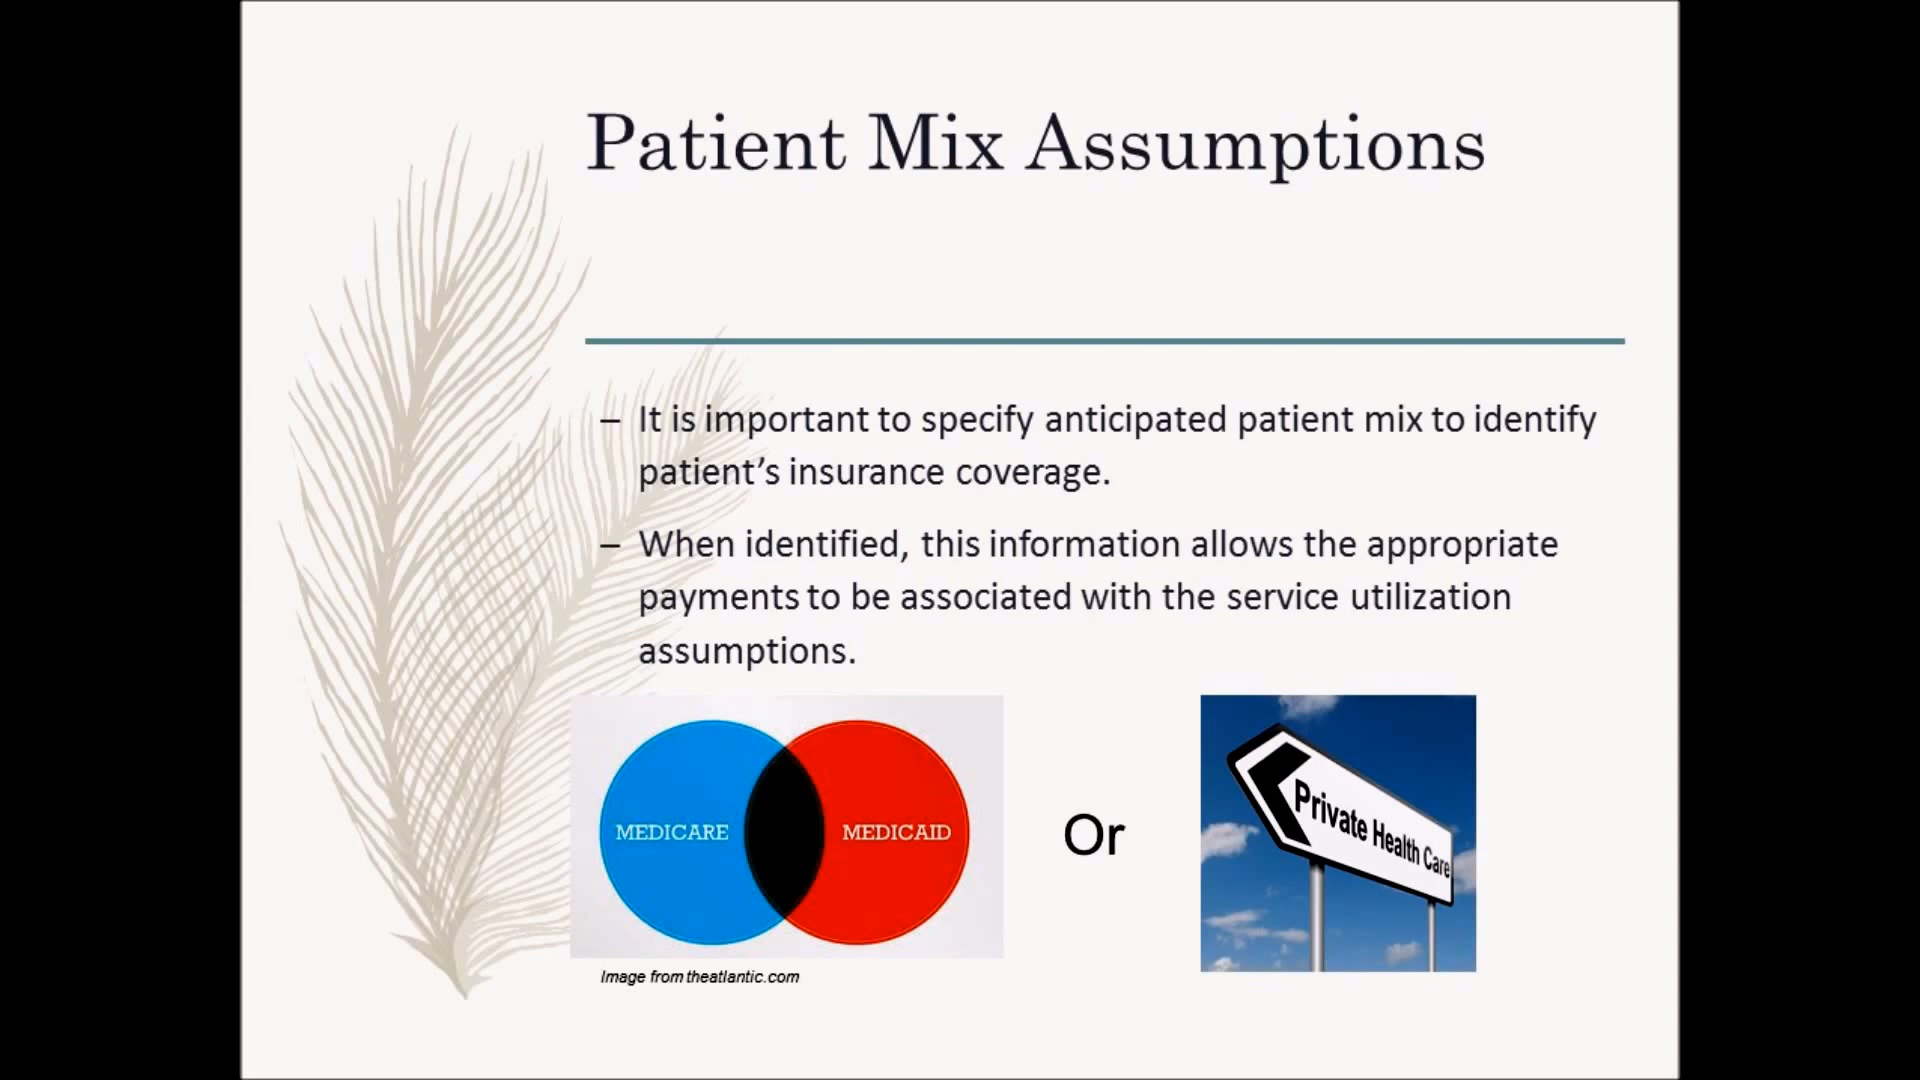 Patient Mix Assumptions
– It is important to specify anticipated patient mix to identify
patient’s insurance coverage.
– When identified, this information allows the appropriate
payments to be associated with the service utilization
assumptions.
MEDICARE
MEDICAID
Or
Private Health Care
Image from theatlantic.com